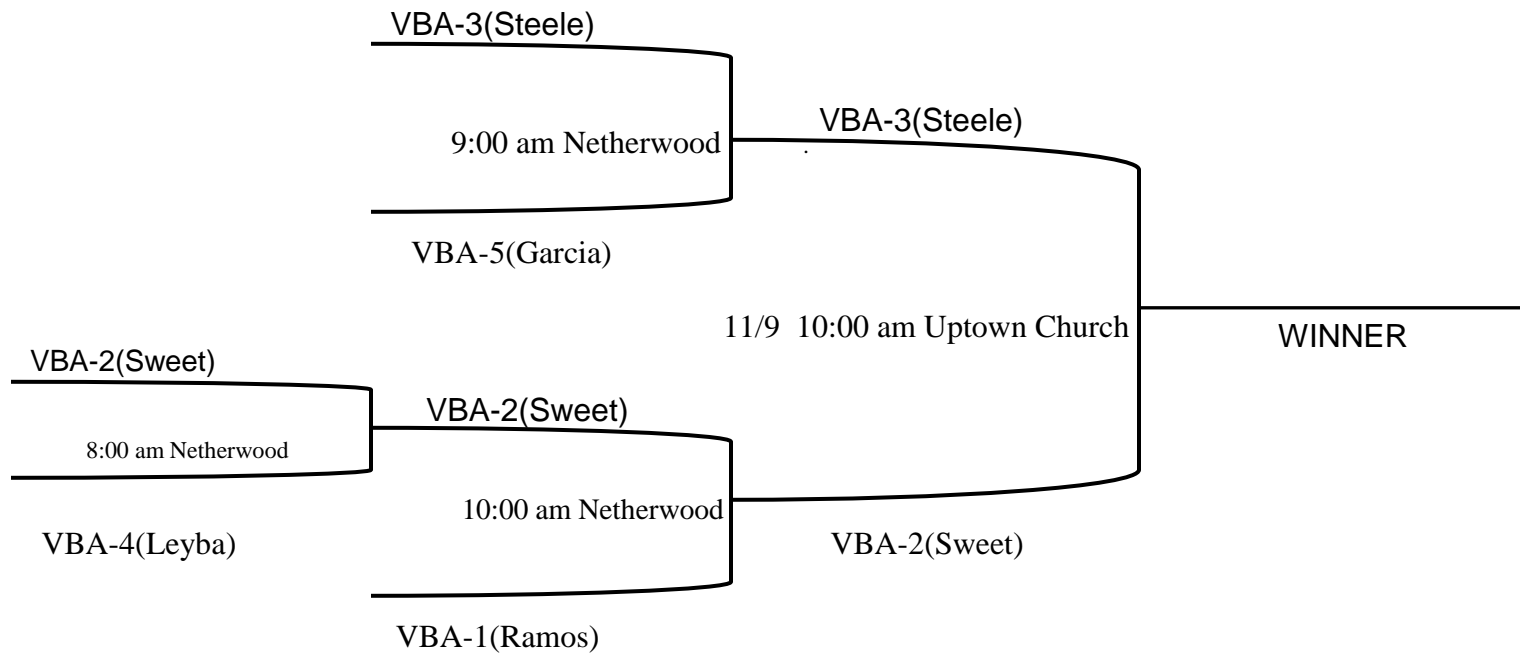 VBA-3(Steele)
9:00 am Netherwood
VBA-3(Steele)
VBA-5(Garcia)
11/9 10:00 am Uptown Church
WINNER
VBA-2(Sweet)
8:00 am Netherwood
VBA-2(Sweet)
10:00 am Netherwood
VBA-4(Leyba)
VBA-2(Sweet)
VBA-1(Ramos)